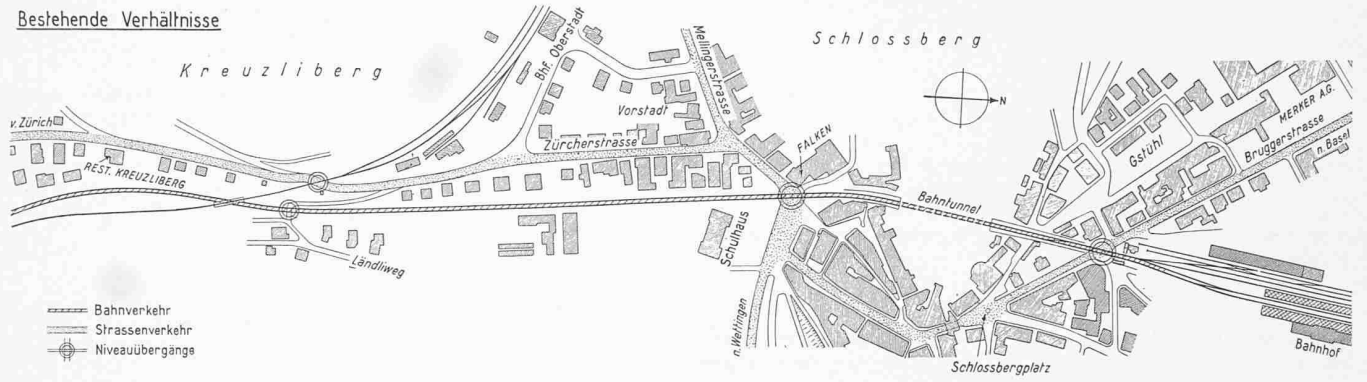 Bestehende Verhältnisse
Kreuzliberg
Schlossberg
Bhf. Oberstadt
Mellingerstrasse
Vorstadt
v. Zürich
Zürcherstrasse
REST. KREUZLIBERG
FALKEN
N
MERKER A.G.
Gstühl
Bruggerstrasse
n. Basel
Bahntunnel
Schulhaus
Ländliweg
n. Wettingen
Bahnverkehr
Strassenverkehr
Niveauübergänge
Schlossbergplatz
Bahnhof